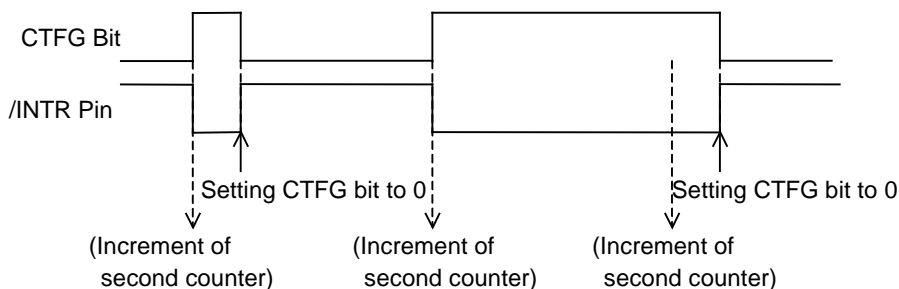 CTFG Bit
/INTR Pin
Setting CTFG bit to 0
Setting CTFG bit to 0
(Increment of
second counter)
(Increment of
second counter)
(Increment of
second counter)